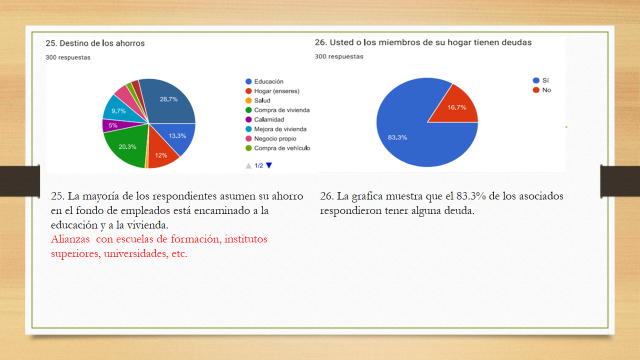 25. Destino de los ahorros
300 respuestas
28,7%
13,3%
12%
20,3%
5%
9,7%
Educación
Hogar (enseres)
Salud
Compra de vivienda
Calamidad
Mejora de vivienda
Negocio propio
Compra de vehículo
1/2
25. La mayoría de los respondientes asumen su ahorro
en el fondo de empleados está encaminado a la
educación y a la vivienda.
Alianzas con escuelas de formación, institutos
superiores, universidades, etc.
26. Usted o los miembros de su hogar tienen deudas
300 respuestas
16,7%
83,3%
Sí
No
26. La grafica muestra que el 83.3% de los asociados
respondieron tener alguna deuda.